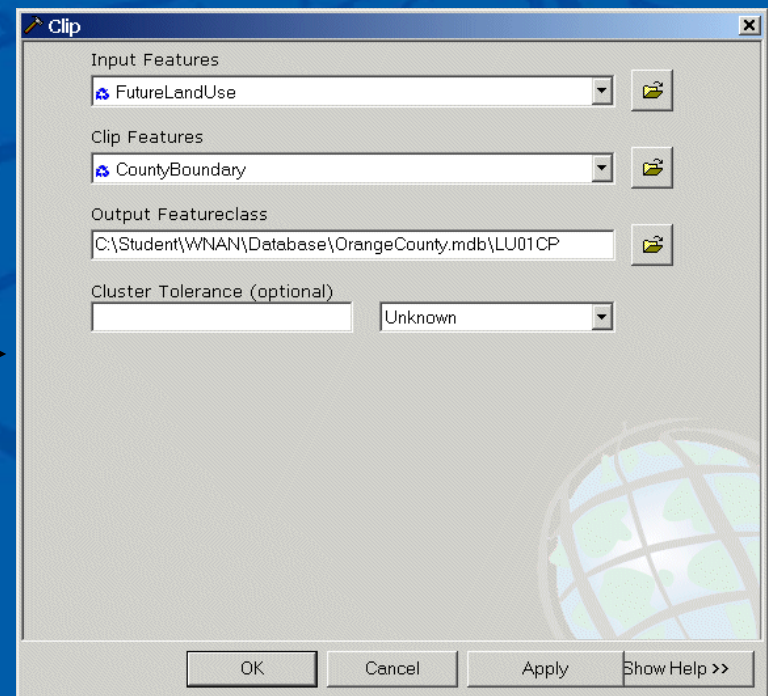 Clip
Input Features
FutureLandUse
Clip Features
CountyBoundary
Output Featureclass
C:\Student\WNAN\Database\OrangeCounty.mdb\LU01CP
Cluster Tolerance (optional)
Unknown
OK Cancel Apply Show Help >>